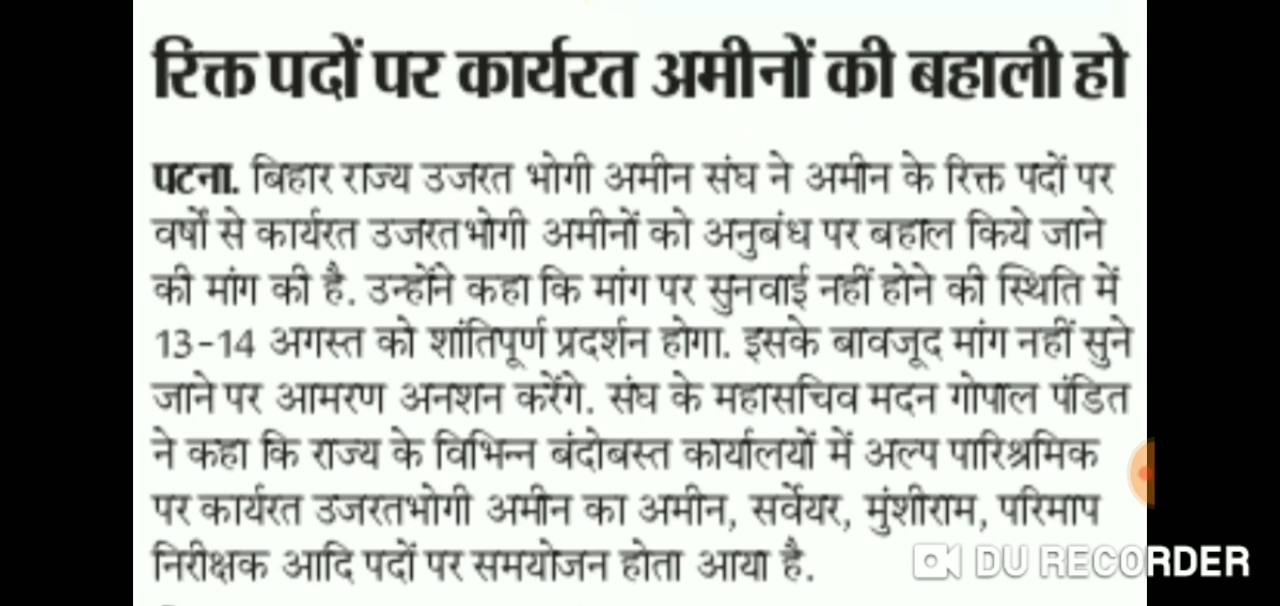 रिक्त पदों पर कार्यरत अमीनों की बहाली हो
पटना. बिहार राज्य उजरत भोगी अमीन संघ ने अमीन के रिक्त पदों पर
वर्षों से कार्यरत उजरतभोगी अमीनों को अनुबंध पर बहाल किये जाने
की मांग की है. उन्होंने कहा कि मांग पर सुनवाई नहीं होने की स्थिति में
13-14 अगस्त को शांतिपूर्ण प्रदर्शन होगा. इसके बावजूद मांग नहीं सुने
जाने पर आमरण अनशन करेंगे. संघ के महासचिव मदन गोपाल पंडित
ने कहा कि राज्य के विभिन्न बंदोबस्त कार्यालयों में अल्प पारिश्रमिक
पर कार्यरत उजरतभोगी अमीन का अमीन, सर्वेयर, मुंशीराम, परिमाप
निरीक्षक आदि पदों पर समयोजन होता आया है.
DU RECORDER